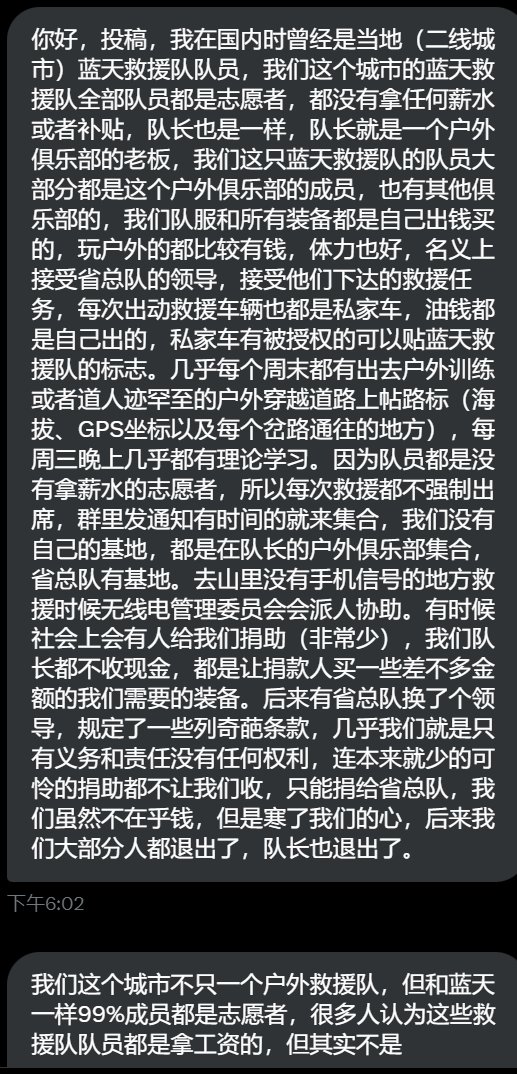 你好，投稿，我在国内时曾经是当地（二线城
市）蓝天救援队队员，我们这个城市的蓝天救
援队全部队员都是志愿者，都没有拿任何薪水
或者补贴，队长也是一样，队长就是一个户外
俱乐部的老板，我们这只蓝天救援队的队员大
部分都是这个户外俱乐部的成员，也有其他俱
乐部的，我们队服和所有装备都是自己出钱买
的，玩户外的都比较有钱，体力也好，名义上
接受省总队的领导，接受他们下达的救援任
务，每次出动救援车辆也都是私家车，油钱都
是自己出的，私家车有被授权的可以贴蓝天救
援队的标志。几乎每个周末都有出去户外训练
或者道人迹罕至的户外穿越道路上帖路标（海
拔、GPS坐标以及每个岔路通往的地方），每
周三晚上几乎都有理论学习。因为队员都是没
有拿薪水的志愿者，所以每次救援都不强制出
席，群里发通知有时间的就来集合，我们没有
自己的基地，都是在队长的户外俱乐部集合，
省总队有基地。去山里没有手机信号的地方救
援时候无线电管理委员会会派人协助。有时候
社会上会有人给我们捐助（非常少），我们队
长都不收现金，都是让捐款人买一些差不多金
额的我们需要的装备。后来有省总队换了个领
导，规定了一些列奇葩条款，几乎我们就是只
有义务和责任没有任何权利，连本来就少的可
怜的捐助都不让我们收，只能捐给省总队，我
们虽然不在乎钱，但是寒了我们的心，后来我
们大部分人都退出了，队长也退出了。
下午6:02
我们这个城市不只一个户外救援队，但和蓝天
一样99%成员都是志愿者，很多人认为这些救
援队队员都是拿工资的，但其实不是